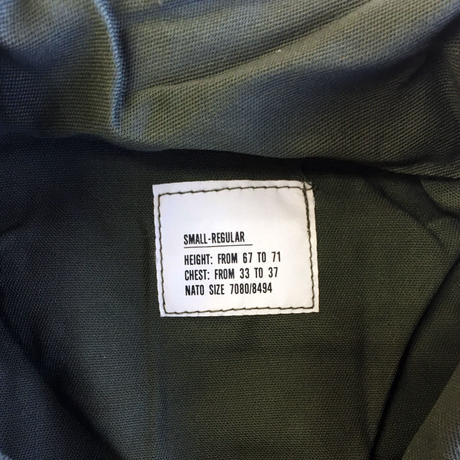 SMALL-REGULAR
HEIGHT: FROM 67 TO 71
CHEST: FROM 33 TO 37
NATO SIZE 7080/8494